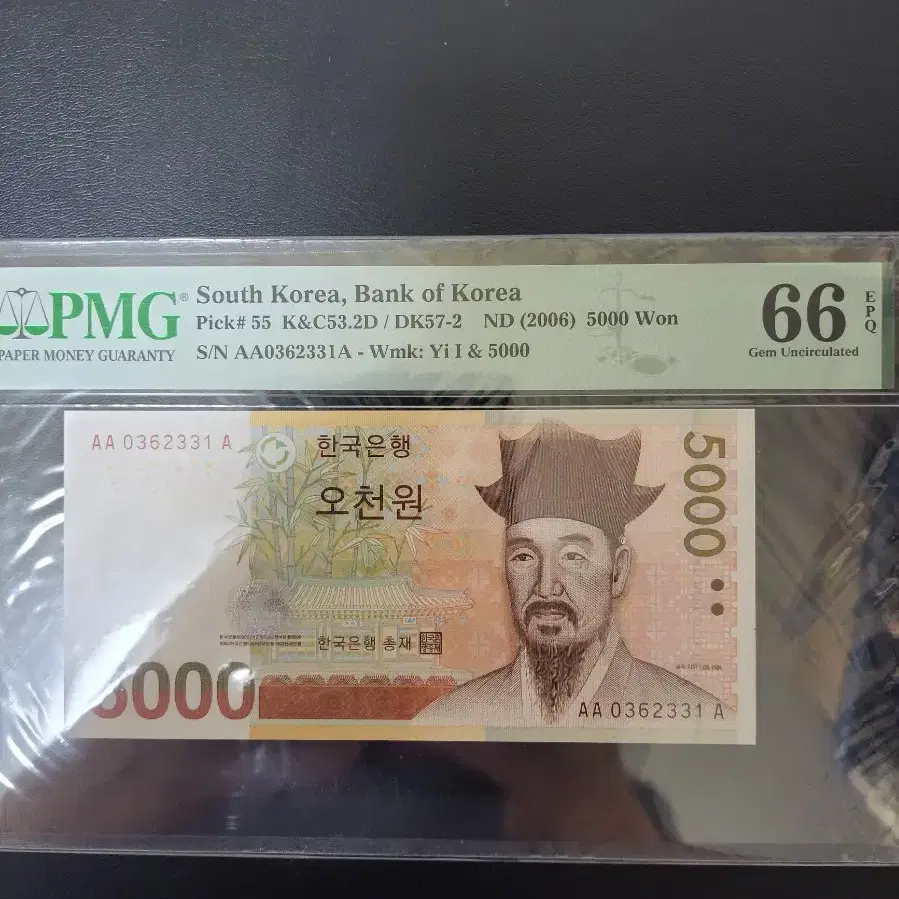 PMG®
PAPER MONEY GUARANTY
South Korea, Bank of Korea
Pick# 55 K&C53.2D / DK57-2 ND (2006) 5000 Won
S/N AA0362331A - Wmk: Yi I & 5000
66
EPQ
Gem Uncirculated
AA 0362331 A
한국은행
오천원
5000
한국은행 총재
5000
AA 0362331 A